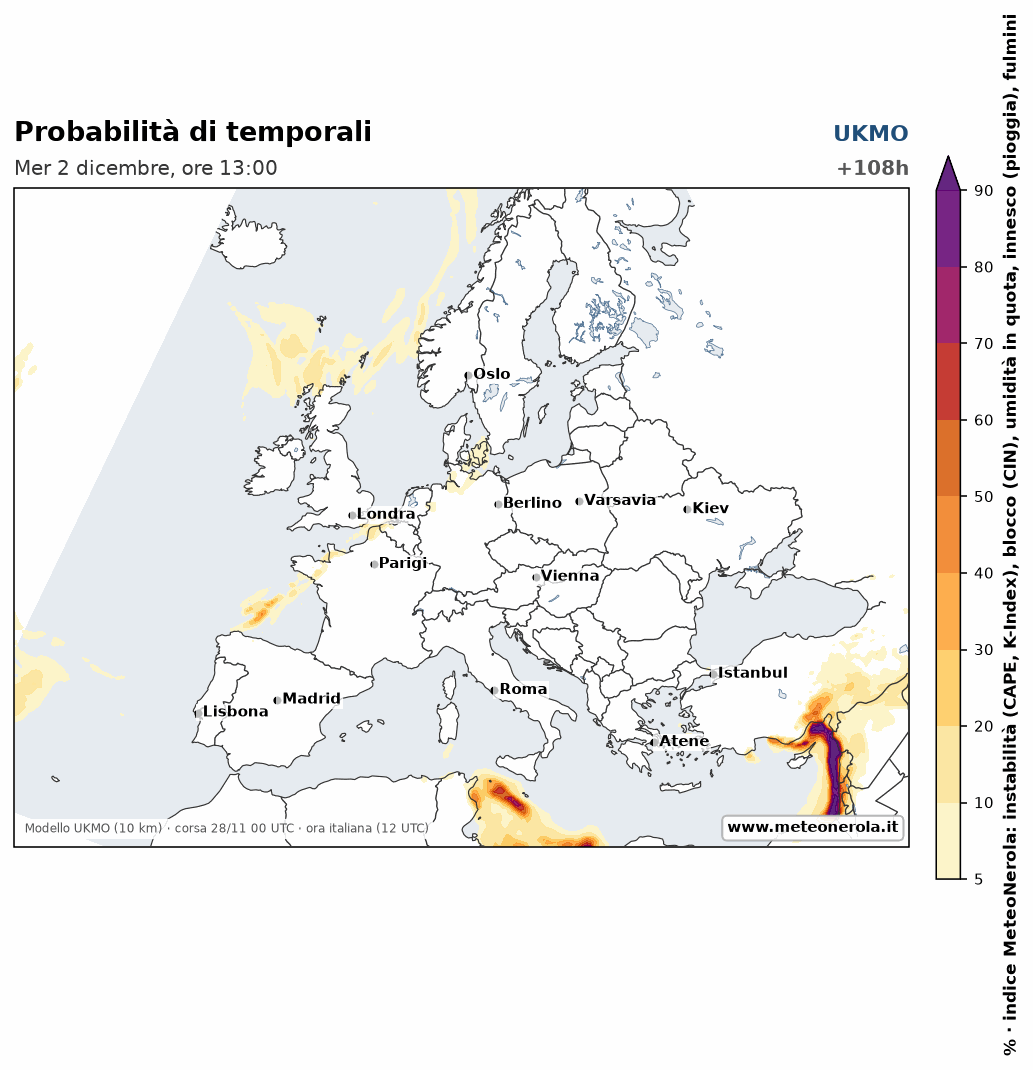 Probabilità di temporali
UKMO
Mer 2 dicembre, ore 13:00
+108h
Oslo
Londra
Berlino
Varsavia
Kiev
Parigi
Vienna
Madrid
Lisbona
Roma
Istanbul
Atene
Modello UKMO (10 km) · corsa 28/11 00 UTC · ora italiana (12 UTC)
www.meteonerola.it
90
80
70
60
50
40
30
20
10
5
% · indice MeteoNerola: instabilità (CAPE, K-Index), blocco (CIN), umidità in quota, innesco (pioggia), fulmini